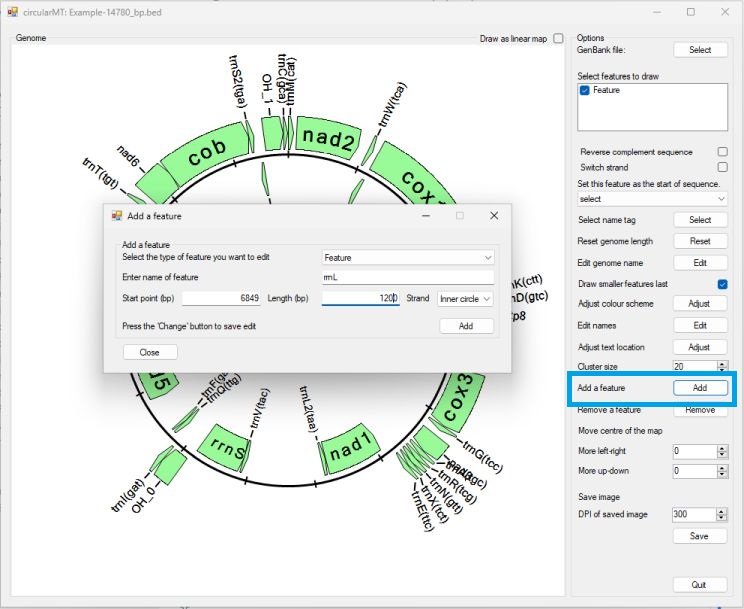 circularMT: Example-14780_bp.bed
Genome
Draw as linear map
Options
GenBank file:
Select
Select features to draw
Feature
Reverse complement sequence
Switch strand
Set this feature as the start of sequence.
select
Select name tag
Select
Reset genome length
Reset
Edit genome name
Edit
Draw smaller features last
Adjust colour scheme
Adjust
Edit names
Edit
Adjust text location
Adjust
Cluster size
20
Add a feature
Add
Remove a feature
Remove
Move centre of the map
More left-right
0
More up-down
0
Save image
DPI of saved image
300
Save
Quit
trnS2(tga)
OH_1
trnC(gca)
trnM(cat)
trnW(tca)
nad2
cob
nad6
trnT(tgt)
cox
Add a feature
Add a feature
Select the type of feature you want to edit
Feature
Enter name of feature
rrnL
Start point (bp)
6849
Length (bp)
1200
Strand
Inner circle
Press the 'Change' button to save edit
Add
Close
nK(ctt)
nD(gtc)
p8
d5
trnQ(ttg)
trnV(tac)
trnL2(taa)
cox3
rrnS
nad1
trnI(gat)
OH_0
trnG(tcc)
trnR(tcg)
trnN(gtt)
trnX(tct)
trnE(ttc)